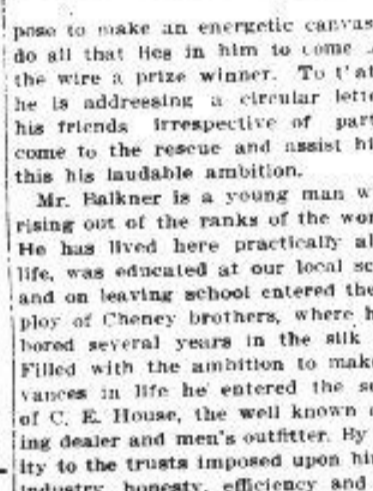 pose to make an energetic canvas
do all that lies in him to come
the wire a prize winner. To t'at
he is addressing a circular lette
his friends irrespective of part
come to the rescue and assist hi
this his laudable ambition.
Mr. Balkner is a young man w
rising out of the ranks of the wor
He has lived here practically al
life, was educated at our local sc
and on leaving school entered the
ploy of Cheney brothers, where h
bored several years in the silk
Filled with the ambition to mak
vances in life he entered the se
of C. E. House, the well known c
ing dealer and men's outfitter. By
ity to the trusts imposed upon hi
industry, honesty, efficiency and